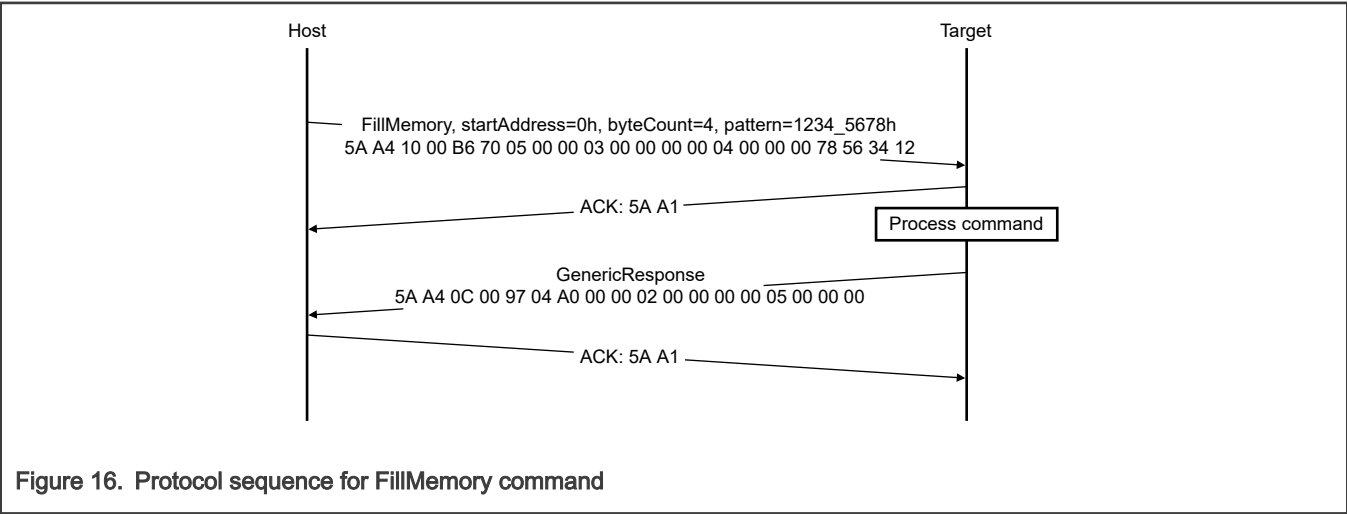 Host
Target
FillMemory, startAddress=0h, byteCount=4, pattern=1234_5678h
5A A4 10 00 B6 70 05 00 00 03 00 00 00 00 04 00 00 00 78 56 34 12
ACK: 5A A1
Process command
GenericResponse
5A A4 0C 00 97 04 A0 00 00 02 00 00 00 00 05 00 00 00
ACK: 5A A1
Figure 16. Protocol sequence for FillMemory command